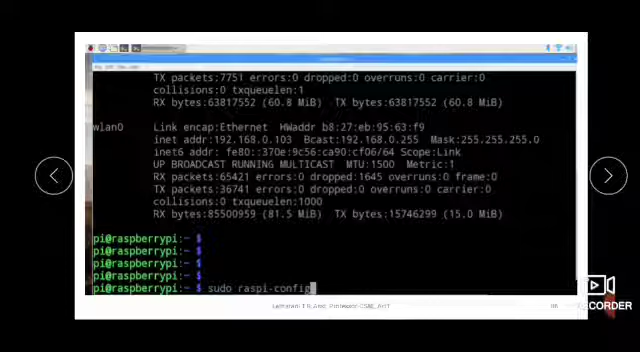 TX packets:7751 errors:0 dropped:0 overruns:0 carrier:0
collisions:0 txqueuelen:1
RX bytes:63817552 (60.8 MiB) TX bytes:63817552 (60.8 MiB)
wlan0 Link encap:Ethernet HWaddr b8:27:eb:95:63:f9
inet addr:192.168.0.103 Bcast:192.168.0.255 Mask:255.255.255.0
inet6 addr: fe80::370e:9c56:ca90:cf06/64 Scope:Link
UP BROADCAST RUNNING MULTICAST MTU:1500 Metric:1
RX packets:65421 errors:0 dropped:1645 overruns:0 frame:0
TX packets:36741 errors:0 dropped:0 overruns:0 carrier:0
collisions:0 txqueuelen:1000
RX bytes:85500959 (81.5 MiB) TX bytes:15746299 (15.0 MiB)
pi@raspberrypi:~ $
pi@raspberrypi:~ $
pi@raspberrypi:~ $
pi@raspberrypi:~ $
pi@raspberrypi:~ $ sudo raspi-config
RECORDER